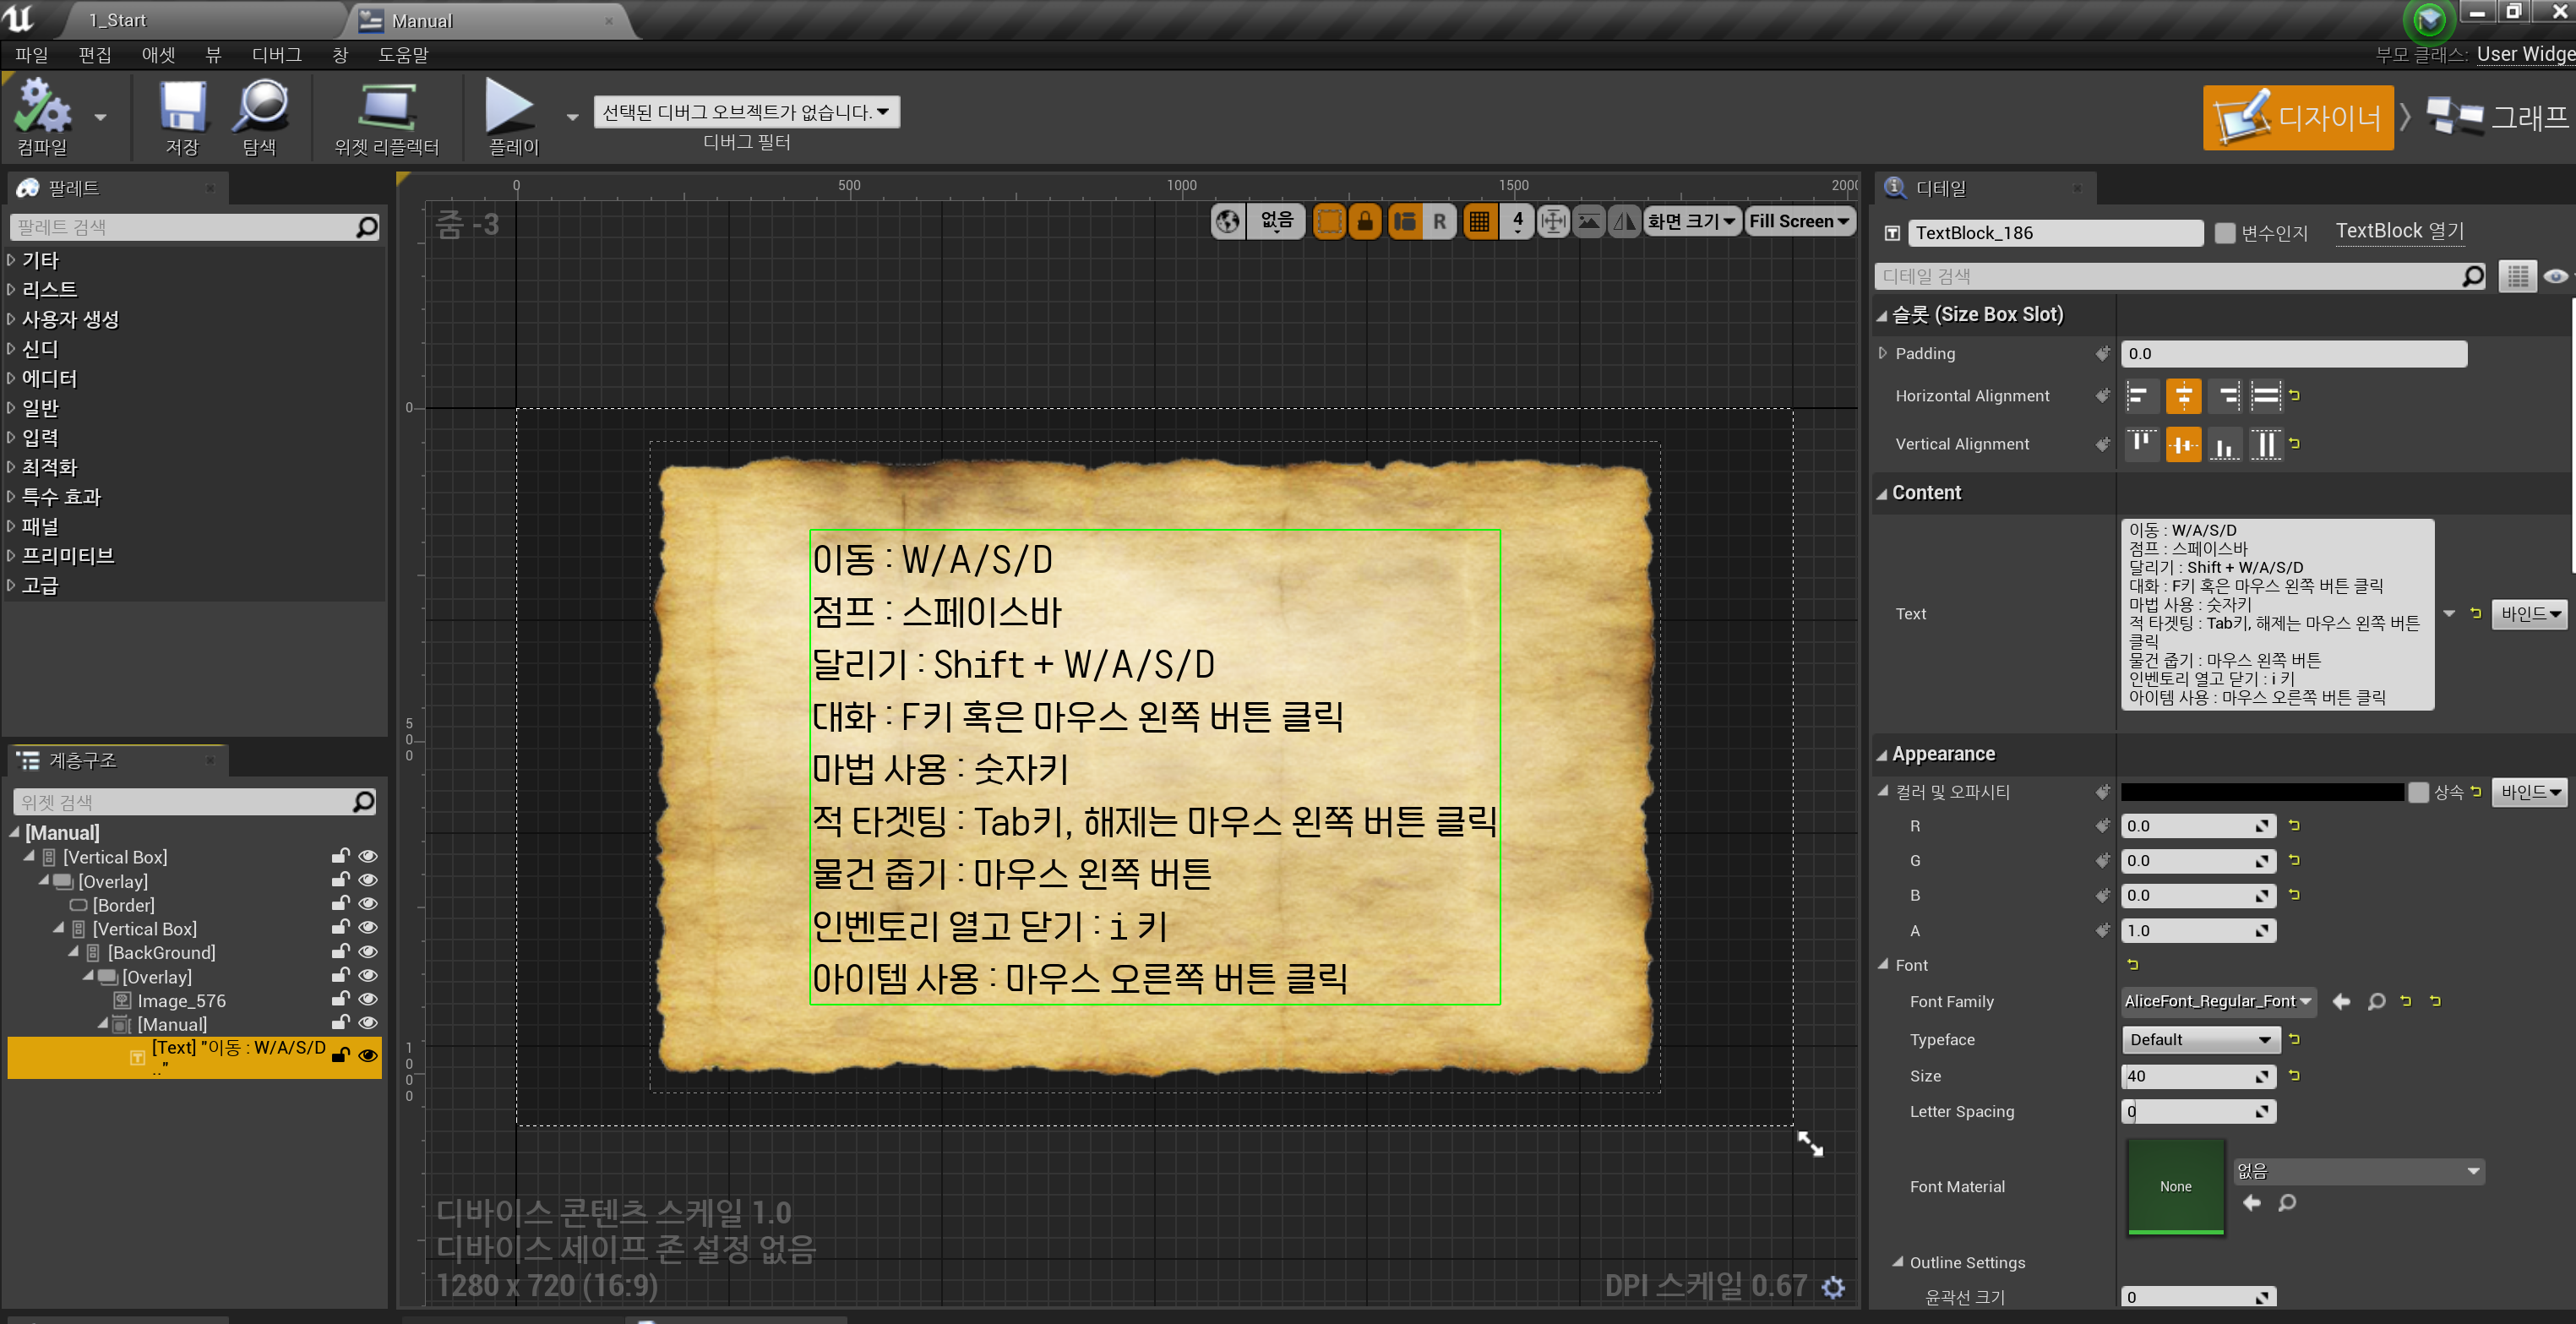 1_Start
Manual
파일 편집 애셋 뷰 디버그 창 도움말
부모 클래스: User Widge
컴파일
저장
탐색
위젯 리플렉터
플레이
선택된 디버그 오브젝트가 없습니다.
디버그 필터
디자이너
그래프
팔레트
팔레트 검색
기타
리스트
사용자 생성
신디
에디터
일반
입력
최적화
특수 효과
패널
프리미티브
고급
계층구조
위젯 검색
[Manual]
[Vertical Box]
[Overlay]
[Border]
[Vertical Box]
[BackGround]
[Overlay]
Image_576
[Manual]
[Text] "이동 : W/A/S/D
.."
0 500 1000 1500 2000
줌 -3
없음 R 4 화면 크기 Fill Screen
0
500
1000
이동 : W/A/S/D
점프 : 스페이스바
달리기 : Shift + W/A/S/D
대화 : F키 혹은 마우스 왼쪽 버튼 클릭
마법 사용 : 숫자키
적 타겟팅 : Tab키, 해제는 마우스 왼쪽 버튼 클릭
물건 줍기 : 마우스 왼쪽 버튼
인벤토리 열고 닫기 : i 키
아이템 사용 : 마우스 오른쪽 버튼 클릭
디바이스 콘텐츠 스케일 1.0
디바이스 세이프 존 설정 없음
1280 x 720 (16:9)
DPI 스케일 0.67
디테일
TextBlock_186
변수인지
TextBlock 열기
디테일 검색
슬롯 (Size Box Slot)
Padding 0.0
Horizontal Alignment
Vertical Alignment
Content
Text
이동 : W/A/S/D
점프 : 스페이스바
달리기 : Shift + W/A/S/D
대화 : F키 혹은 마우스 왼쪽 버튼 클릭
마법 사용 : 숫자키
적 타겟팅 : Tab키, 해제는 마우스 왼쪽 버튼
클릭
물건 줍기 : 마우스 왼쪽 버튼
인벤토리 열고 닫기 : i 키
아이템 사용 : 마우스 오른쪽 버튼 클릭
바인드
Appearance
컬러 및 오파시티 상속 바인드
R 0.0
G 0.0
B 0.0
A 1.0
Font
Font Family AliceFont_Regular_Font
Typeface Default
Size 40
Letter Spacing 0
Font Material None 없음
Outline Settings
윤곽선 크기 0